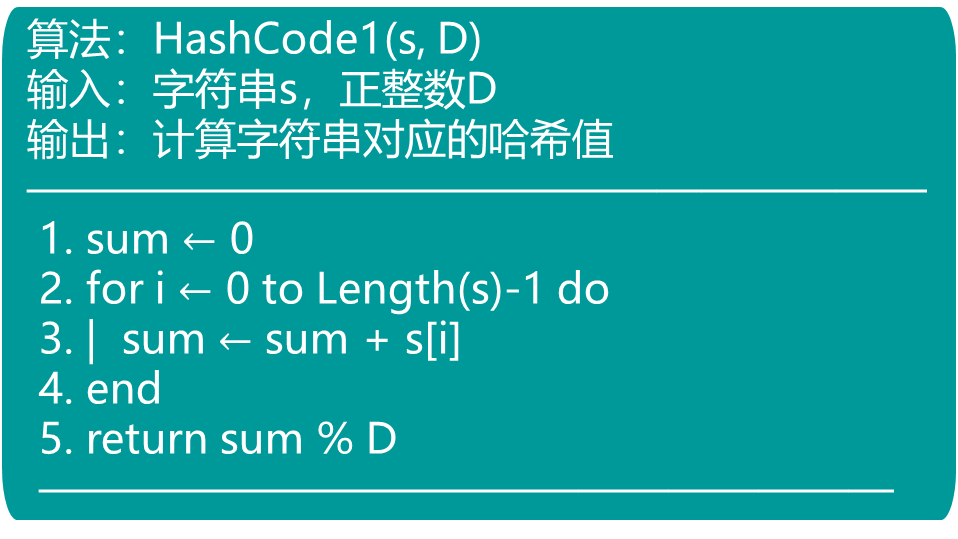 算法：HashCode1(s, D)
输入：字符串s，正整数D
输出：计算字符串对应的哈希值
1. sum ← 0
2. for i ← 0 to Length(s)-1 do
3. |  sum ← sum + s[i]
4. end
5. return sum % D